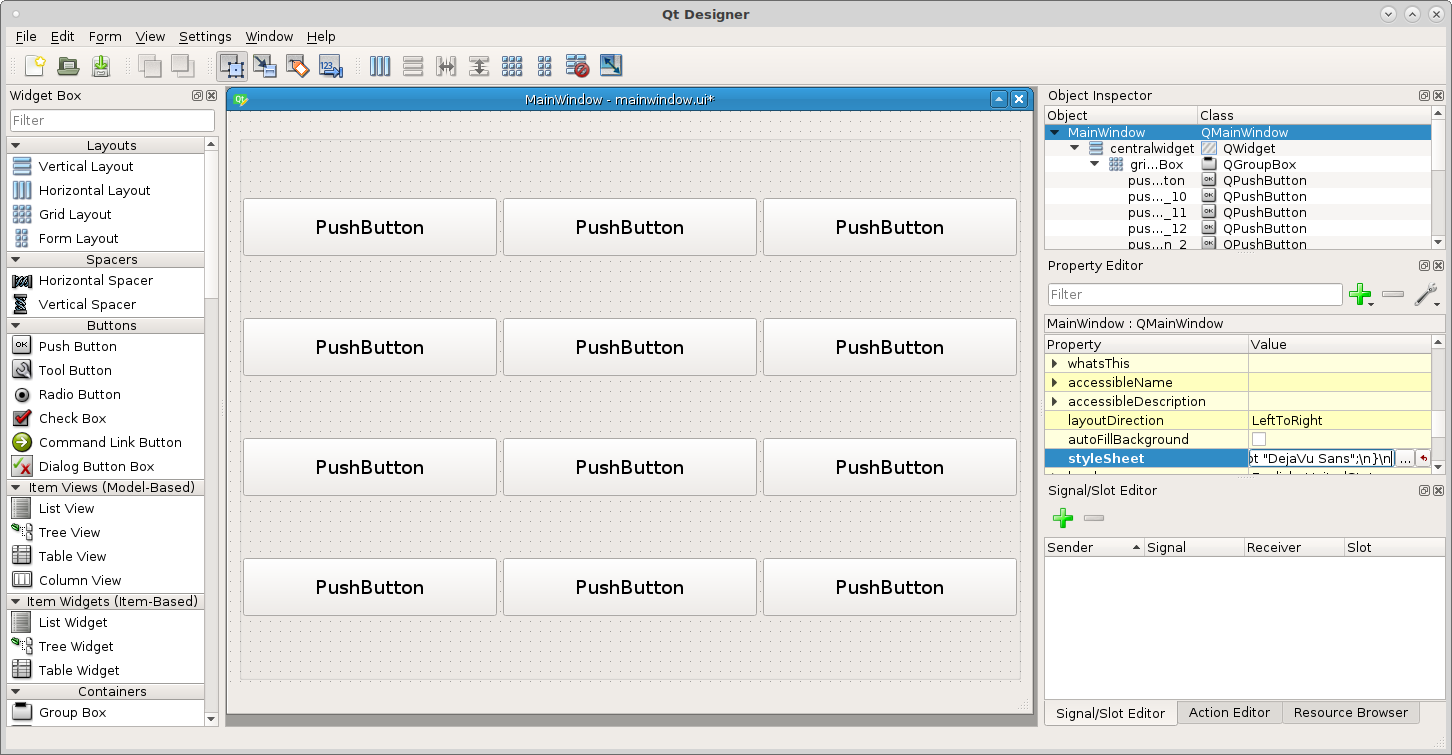 Qt Designer
File Edit Form View Settings Window Help
Widget Box
Filter
Layouts
Vertical Layout
Horizontal Layout
Grid Layout
Form Layout
Spacers
Horizontal Spacer
Vertical Spacer
Buttons
OK Push Button
Tool Button
Radio Button
Check Box
Command Link Button
Dialog Button Box
Item Views (Model-Based)
List View
Tree View
Table View
Column View
Item Widgets (Item-Based)
List Widget
Tree Widget
Table Widget
Containers
Group Box
MainWindow - mainwindow.ui*
PushButton PushButton PushButton
PushButton PushButton PushButton
PushButton PushButton PushButton
PushButton PushButton PushButton
Object Inspector
Object Class
MainWindow QMainWindow
centralwidget QWidget
gri...Box QGroupBox
pus...ton OK QPushButton
pus..._10 OK QPushButton
pus..._11 OK QPushButton
pus..._12 OK QPushButton
pus...n_2 OK QPushButton
Property Editor
Filter
MainWindow : QMainWindow
Property Value
whatsThis
accessibleName
accessibleDescription
layoutDirection LeftToRight
autoFillBackground
styleSheet pt "DejaVu Sans";\n}\n ...
Signal/Slot Editor
Sender Signal Receiver Slot
Signal/Slot Editor Action Editor Resource Browser